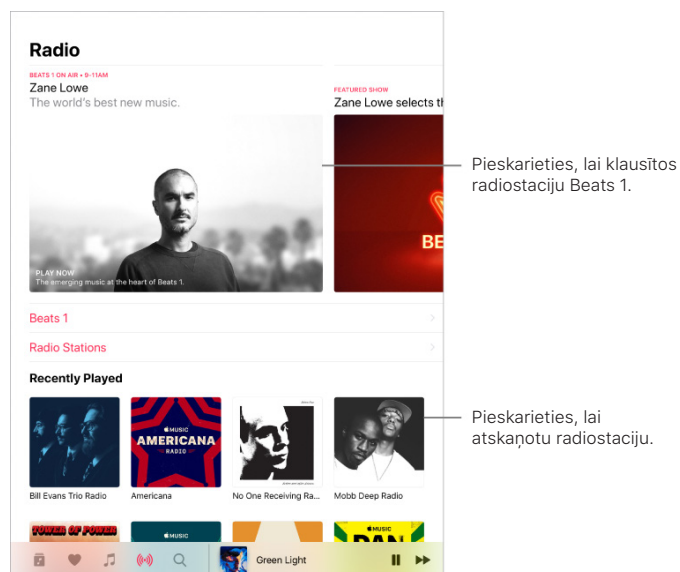 Radio
BEATS 1 ON AIR • 9-11AM
Zane Lowe
The world's best new music.
FEATURED SHOW
Zane Lowe selects th
BE
PLAY NOW
The emerging music at the heart of Beats 1.
Pieskarieties, lai klausītos
radiostaciju Beats 1.
Beats 1
Radio Stations
Recently Played
MUSIC
AMERICANA
RADIO
Bill Evans Trio Radio
Americana
No One Receiving Ra...
Mobb Deep Radio
Pieskarieties, lai
atskaņotu radiostaciju.
TOWER OF POWER
MUSIC
MUSIC
Green Light